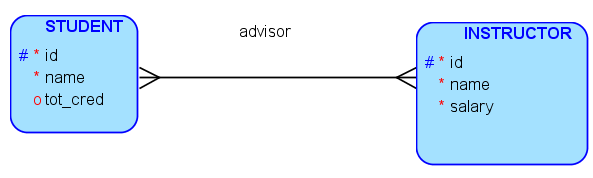 STUDENT
# * id
* name
o tot_cred
advisor
INSTRUCTOR
# * id
* name
* salary